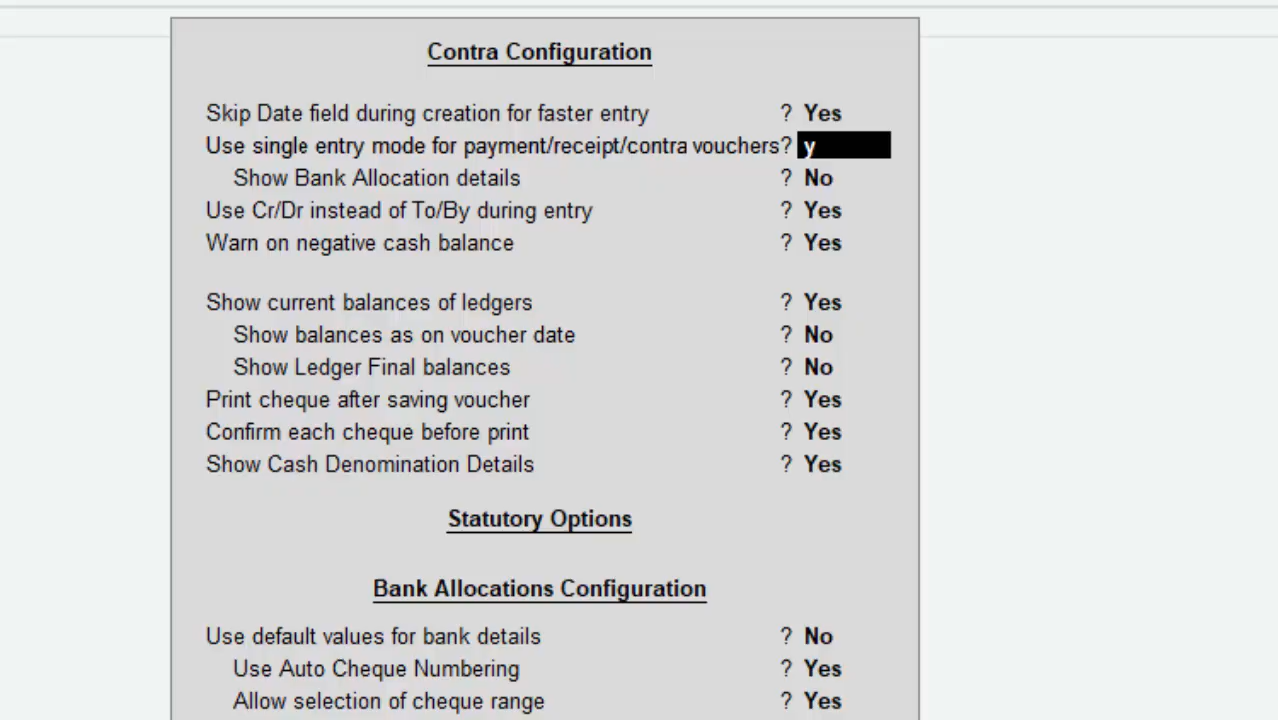 Contra Configuration
Skip Date field during creation for faster entry ? Yes
Use single entry mode for payment/receipt/contra vouchers? y
Show Bank Allocation details ? No
Use Cr/Dr instead of To/By during entry ? Yes
Warn on negative cash balance ? Yes
Show current balances of ledgers ? Yes
Show balances as on voucher date ? No
Show Ledger Final balances ? No
Print cheque after saving voucher ? Yes
Confirm each cheque before print ? Yes
Show Cash Denomination Details ? Yes
Statutory Options
Bank Allocations Configuration
Use default values for bank details ? No
Use Auto Cheque Numbering ? Yes
Allow selection of cheque range ? Yes